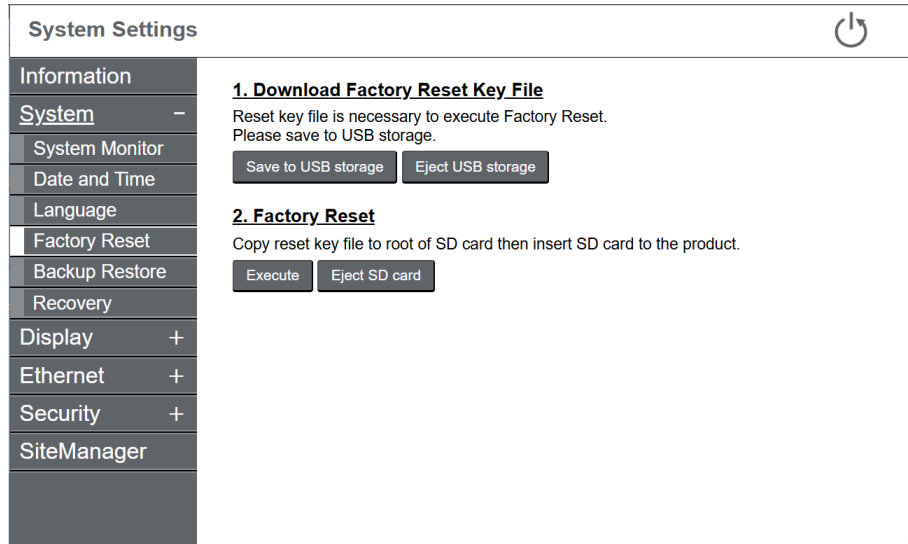 System Settings
Information
System −
System Monitor
Date and Time
Language
Factory Reset
Backup Restore
Recovery
Display +
Ethernet +
Security +
SiteManager
1. Download Factory Reset Key File
Reset key file is necessary to execute Factory Reset.
Please save to USB storage.
Save to USB storage Eject USB storage
2. Factory Reset
Copy reset key file to root of SD card then insert SD card to the product.
Execute Eject SD card